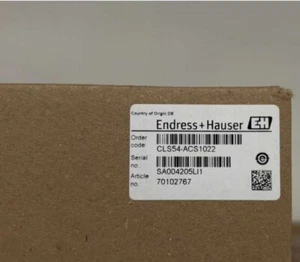 Country of Origin: DE
Endress+Hauser EH
Order code: CLS54-ACS1022
Serial no.: SA004205LI1
Article no.: 70102767